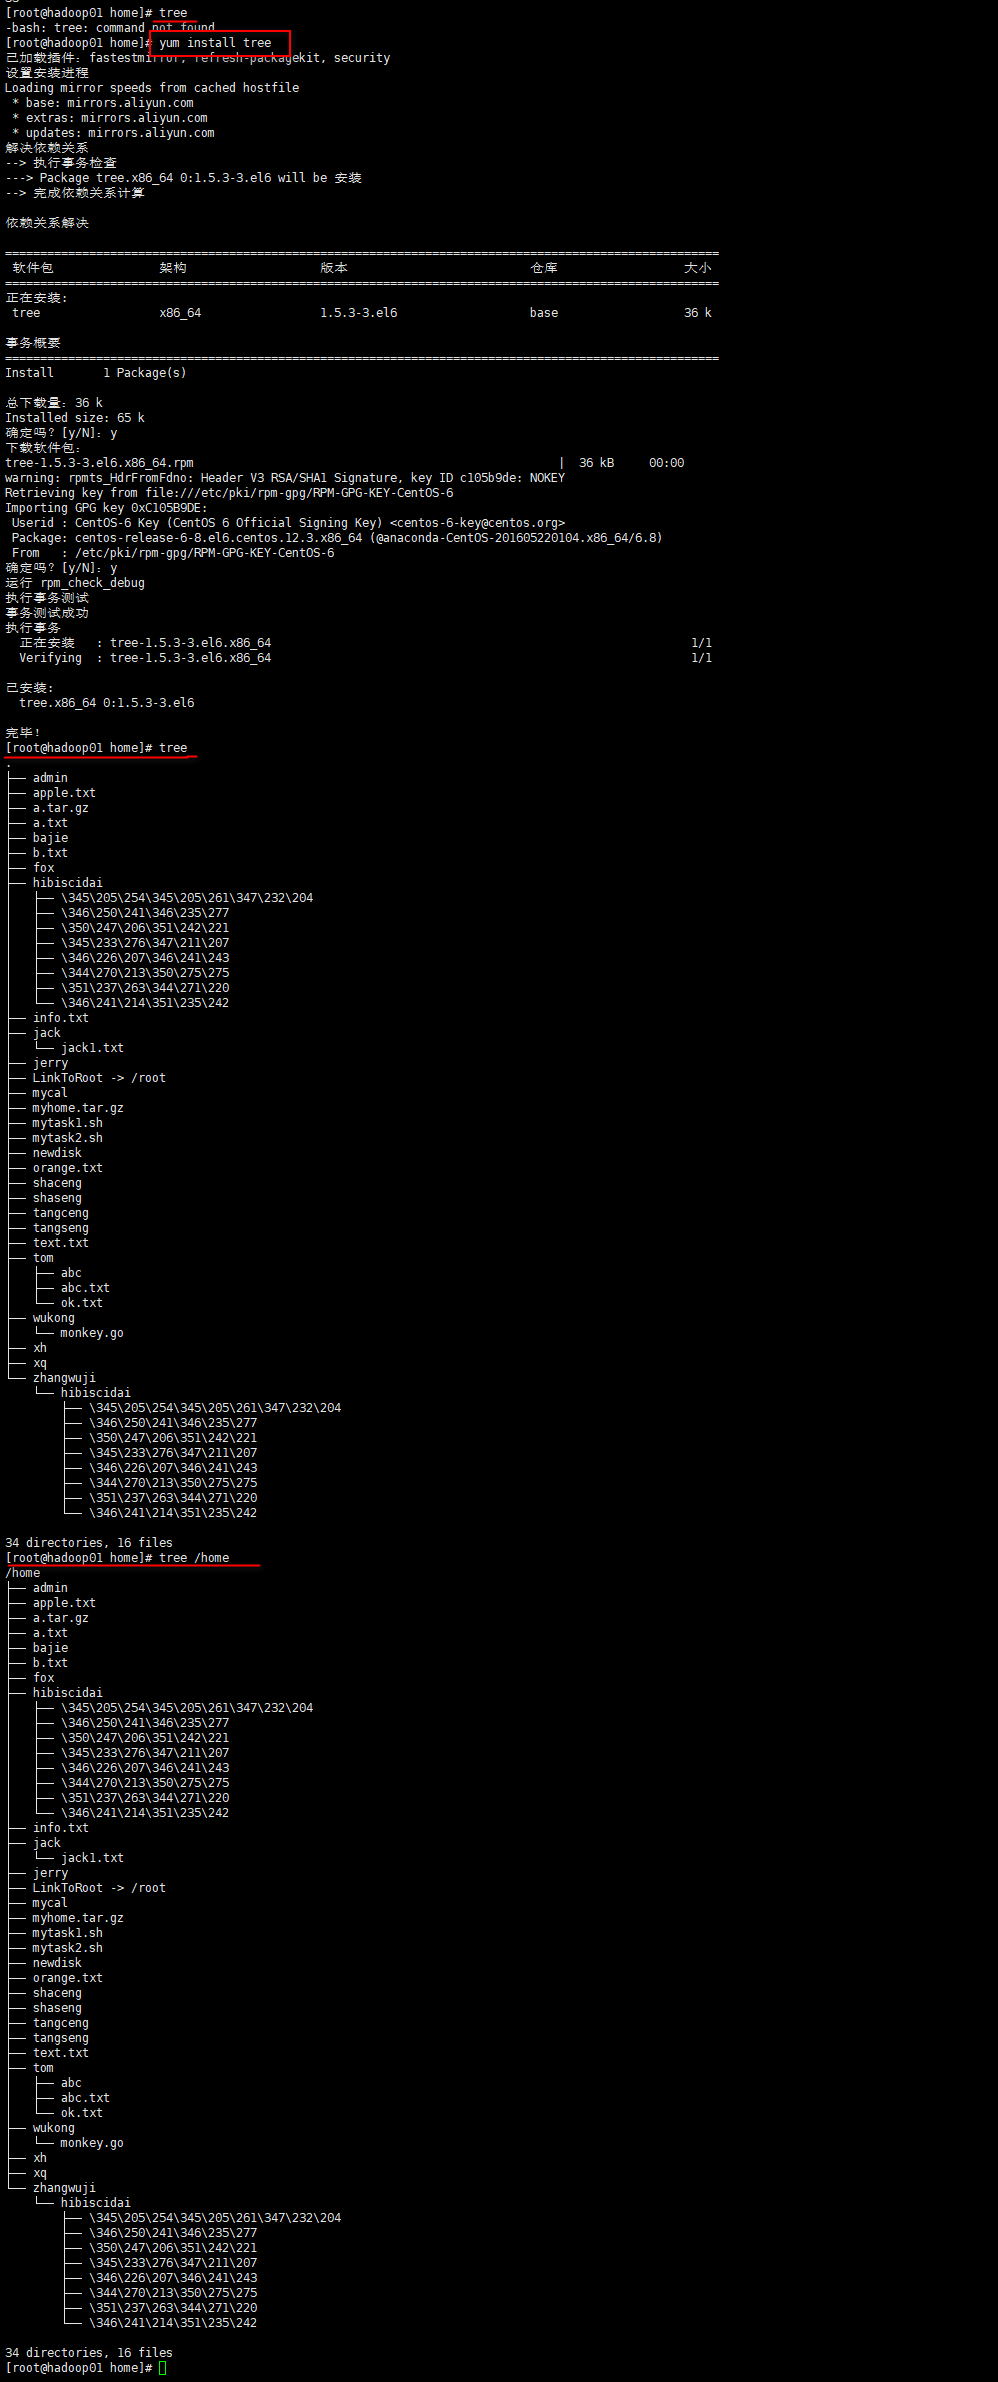 [root@hadoop01 home]# tree
-bash: tree: command not found
[root@hadoop01 home]# yum install tree
已加载插件：fastestmirror, refresh-packagekit, security
设置安装进程
Loading mirror speeds from cached hostfile
 * base: mirrors.aliyun.com
 * extras: mirrors.aliyun.com
 * updates: mirrors.aliyun.com
解决依赖关系
--> 执行事务检查
---> Package tree.x86_64 0:1.5.3-3.el6 will be 安装
--> 完成依赖关系计算
依赖关系解决
================================================================================
 软件包 架构 版本 仓库 大小
================================================================================
正在安装:
 tree x86_64 1.5.3-3.el6 base 36 k
事务概要
================================================================================
Install 1 Package(s)
总下载量：36 k
Installed size: 65 k
确定吗？[y/N]：y
下载软件包：
tree-1.5.3-3.el6.x86_64.rpm | 36 kB 00:00
warning: rpmts_HdrFromFdno: Header V3 RSA/SHA1 Signature, key ID c105b9de: NOKEY
Retrieving key from file:///etc/pki/rpm-gpg/RPM-GPG-KEY-CentOS-6
Importing GPG key 0xC105B9DE:
 Userid : CentOS-6 Key (CentOS 6 Official Signing Key) <centos-6-key@centos.org>
 Package: centos-release-6-8.el6.centos.12.3.x86_64 (@anaconda-CentOS-201605220104.x86_64/6.8)
 From : /etc/pki/rpm-gpg/RPM-GPG-KEY-CentOS-6
确定吗？[y/N]：y
运行 rpm_check_debug
执行事务测试
事务测试成功
执行事务
  正在安装 : tree-1.5.3-3.el6.x86_64 1/1
  Verifying : tree-1.5.3-3.el6.x86_64 1/1
已安装:
  tree.x86_64 0:1.5.3-3.el6
完毕！
[root@hadoop01 home]# tree
.
├── admin
├── apple.txt
├── a.tar.gz
├── a.txt
├── bajie
├── b.txt
├── fox
├── hibiscidai
│   ├── \345\205\254\345\205\261\347\232\204
│   ├── \346\250\241\346\235\277
│   ├── \350\247\206\351\242\221
│   ├── \345\233\276\347\211\207
│   ├── \346\226\207\346\241\243
│   ├── \344\270\213\350\275\275
│   ├── \351\237\263\344\271\220
│   └── \346\241\214\351\235\242
├── info.txt
├── jack
│   └── jack1.txt
├── jerry
├── LinkToRoot -> /root
├── mycal
├── myhome.tar.gz
├── mytask1.sh
├── mytask2.sh
├── newdisk
├── orange.txt
├── shaceng
├── shaseng
├── tangceng
├── tangseng
├── text.txt
├── tom
│   ├── abc
│   ├── abc.txt
│   └── ok.txt
├── wukong
│   └── monkey.go
├── xh
├── xq
└── zhangwuji
    └── hibiscidai
        ├── \345\205\254\345\205\261\347\232\204
        ├── \346\250\241\346\235\277
        ├── \350\247\206\351\242\221
        ├── \345\233\276\347\211\207
        ├── \346\226\207\346\241\243
        ├── \344\270\213\350\275\275
        ├── \351\237\263\344\271\220
        └── \346\241\214\351\235\242
34 directories, 16 files
[root@hadoop01 home]# tree /home
/home
├── admin
├── apple.txt
├── a.tar.gz
├── a.txt
├── bajie
├── b.txt
├── fox
├── hibiscidai
│   ├── \345\205\254\345\205\261\347\232\204
│   ├── \346\250\241\346\235\277
│   ├── \350\247\206\351\242\221
│   ├── \345\233\276\347\211\207
│   ├── \346\226\207\346\241\243
│   ├── \344\270\213\350\275\275
│   ├── \351\237\263\344\271\220
│   └── \346\241\214\351\235\242
├── info.txt
├── jack
│   └── jack1.txt
├── jerry
├── LinkToRoot -> /root
├── mycal
├── myhome.tar.gz
├── mytask1.sh
├── mytask2.sh
├── newdisk
├── orange.txt
├── shaceng
├── shaseng
├── tangceng
├── tangseng
├── text.txt
├── tom
│   ├── abc
│   ├── abc.txt
│   └── ok.txt
├── wukong
│   └── monkey.go
├── xh
├── xq
└── zhangwuji
    └── hibiscidai
        ├── \345\205\254\345\205\261\347\232\204
        ├── \346\250\241\346\235\277
        ├── \350\247\206\351\242\221
        ├── \345\233\276\347\211\207
        ├── \346\226\207\346\241\243
        ├── \344\270\213\350\275\275
        ├── \351\237\263\344\271\220
        └── \346\241\214\351\235\242
34 directories, 16 files
[root@hadoop01 home]#